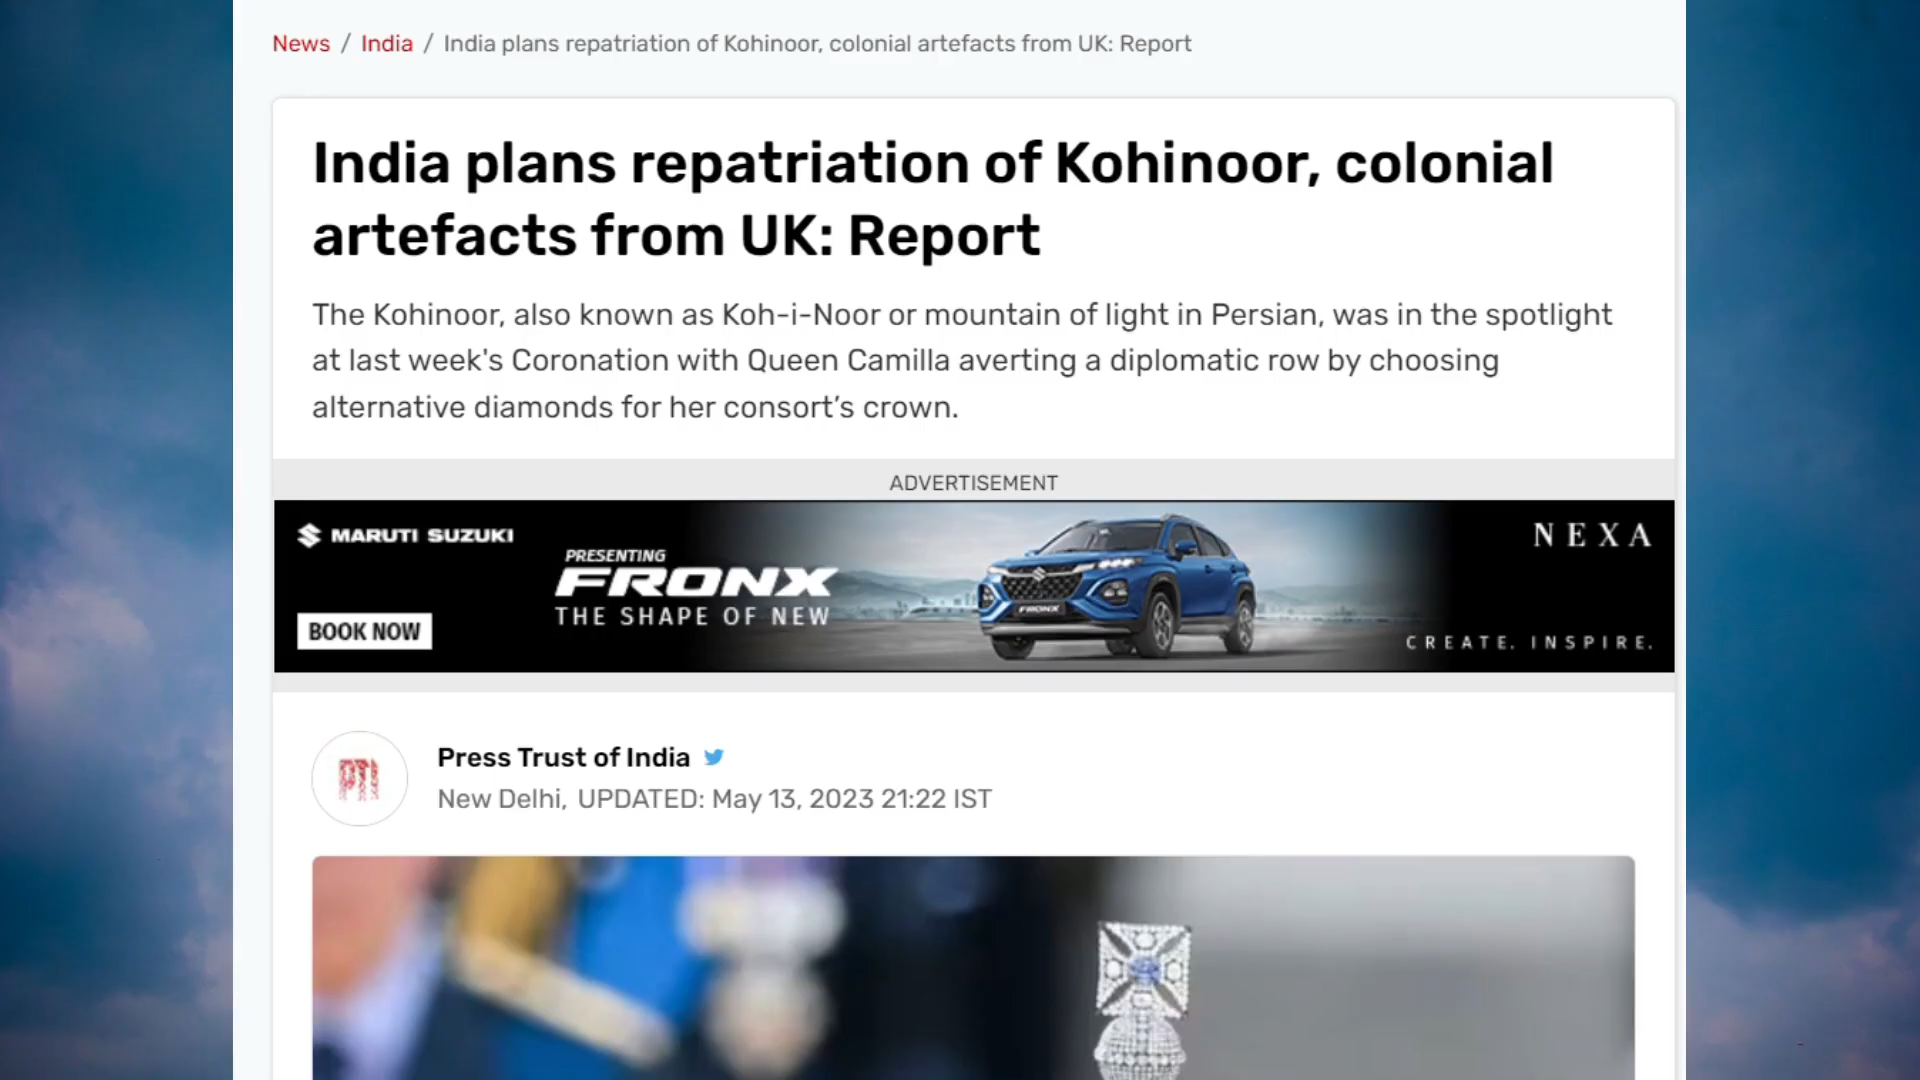 News / India / India plans repatriation of Kohinoor, colonial artefacts from UK: Report
India plans repatriation of Kohinoor, colonial
artefacts from UK: Report
The Kohinoor, also known as Koh-i-Noor or mountain of light in Persian, was in the spotlight
at last week's Coronation with Queen Camilla averting a diplomatic row by choosing
alternative diamonds for her consort’s crown.
ADVERTISEMENT
MARUTI SUZUKI
NEXA
PRESENTING
FRONX
THE SHAPE OF NEW
FRONX
BOOK NOW
CREATE. INSPIRE.
PTI
Press Trust of India
New Delhi, UPDATED: May 13, 2023 21:22 IST